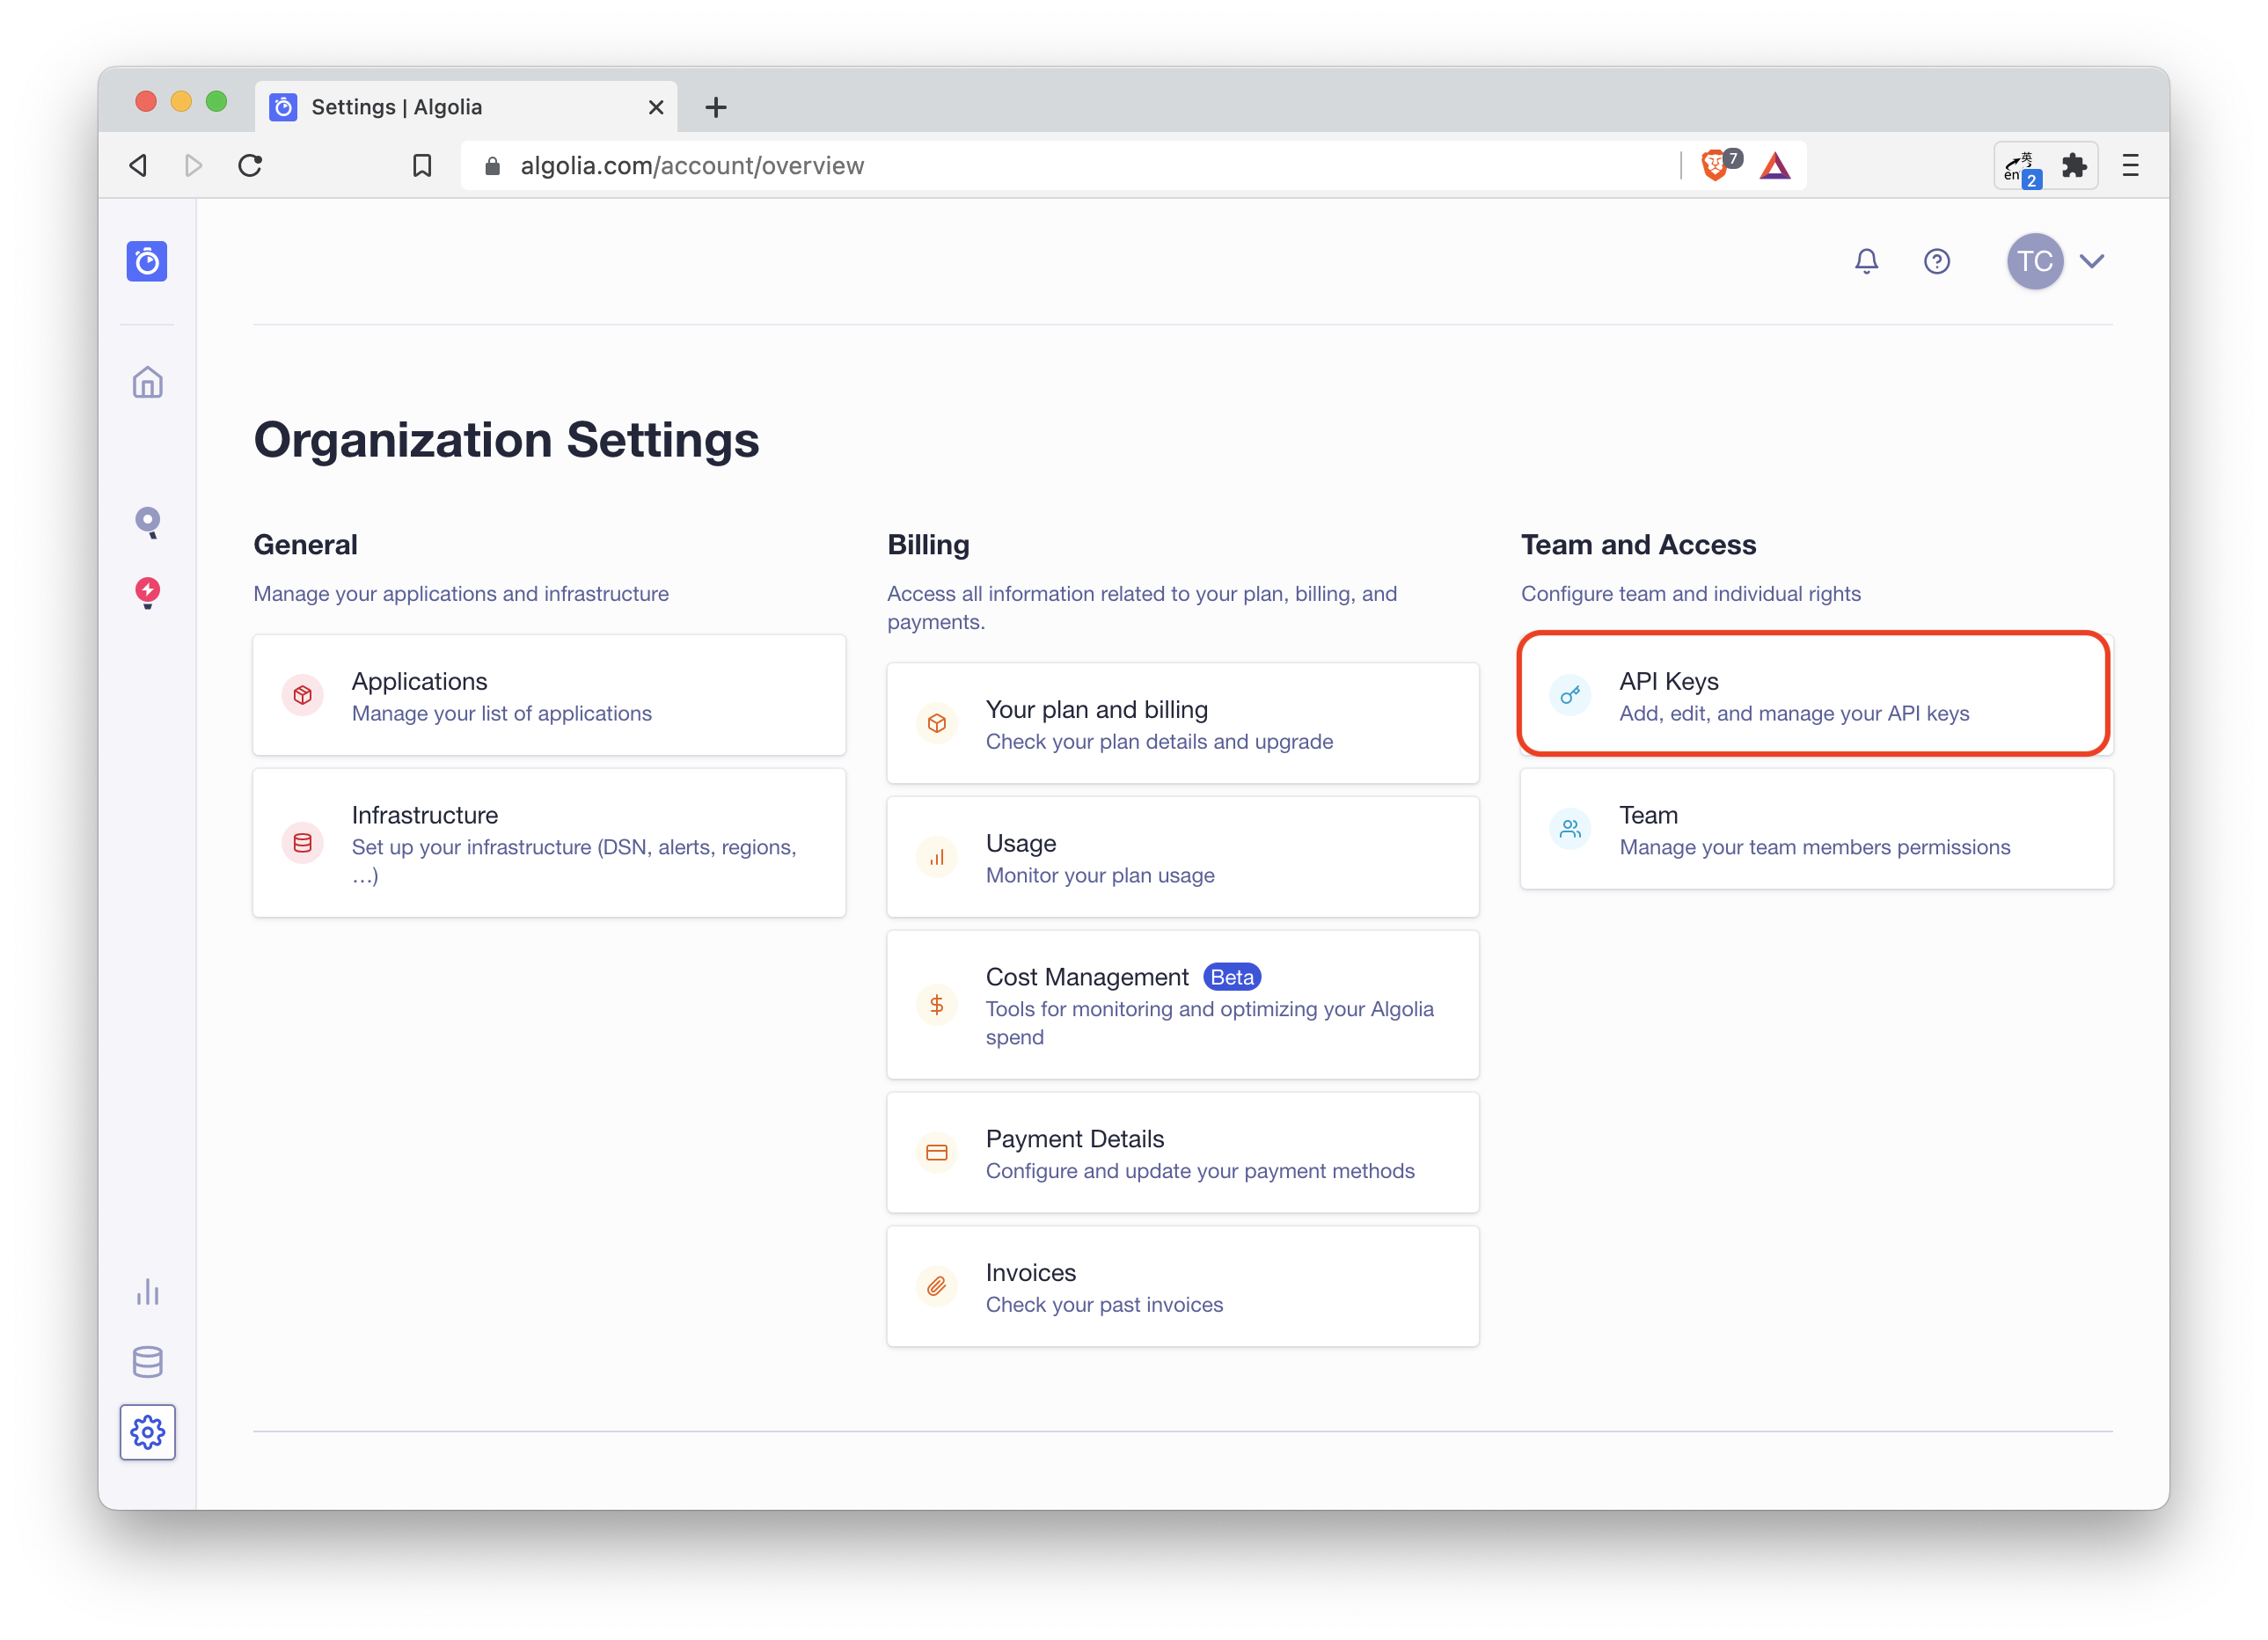 Settings | Algolia
algolia.com/account/overview
7
英
en
2
TC
Organization Settings
General
Manage your applications and infrastructure
Applications
Manage your list of applications
Infrastructure
Set up your infrastructure (DSN, alerts, regions,
...)
Billing
Access all information related to your plan, billing, and
payments.
Your plan and billing
Check your plan details and upgrade
Usage
Monitor your plan usage
Cost Management Beta
Tools for monitoring and optimizing your Algolia
spend
Payment Details
Configure and update your payment methods
Invoices
Check your past invoices
Team and Access
Configure team and individual rights
API Keys
Add, edit, and manage your API keys
Team
Manage your team members permissions